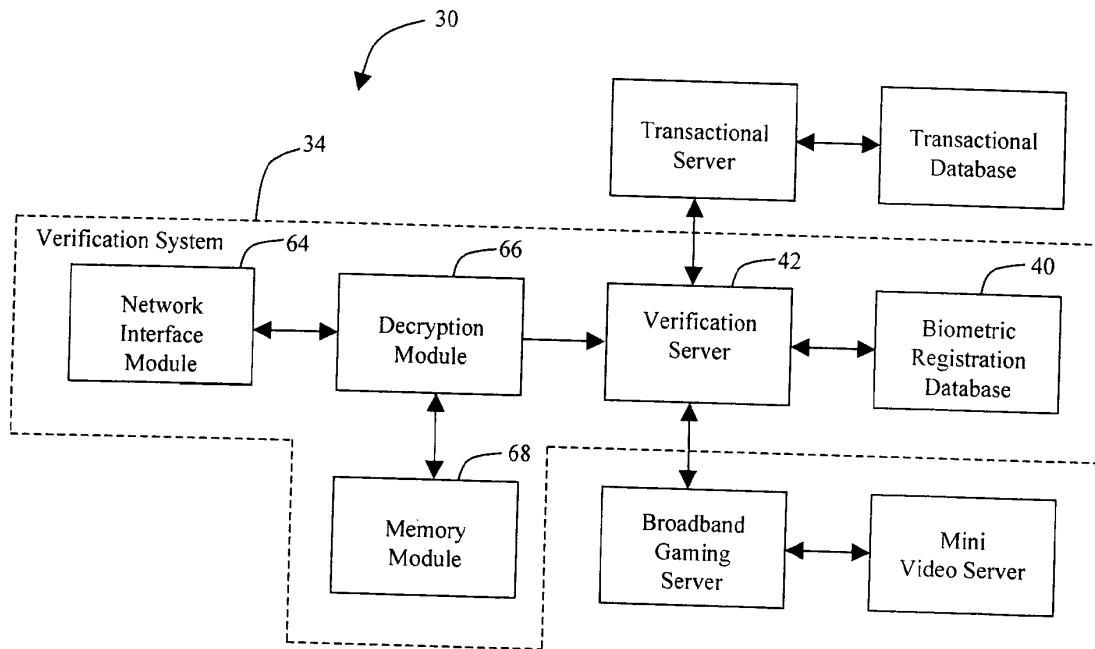 30
Transactional
Server
Transactional
Database
34
Verification System
64
Network
Interface
Module
66
Decryption
Module
42
Verification
Server
40
Biometric
Registration
Database
68
Memory
Module
Broadband
Gaming
Server
Mini
Video Server